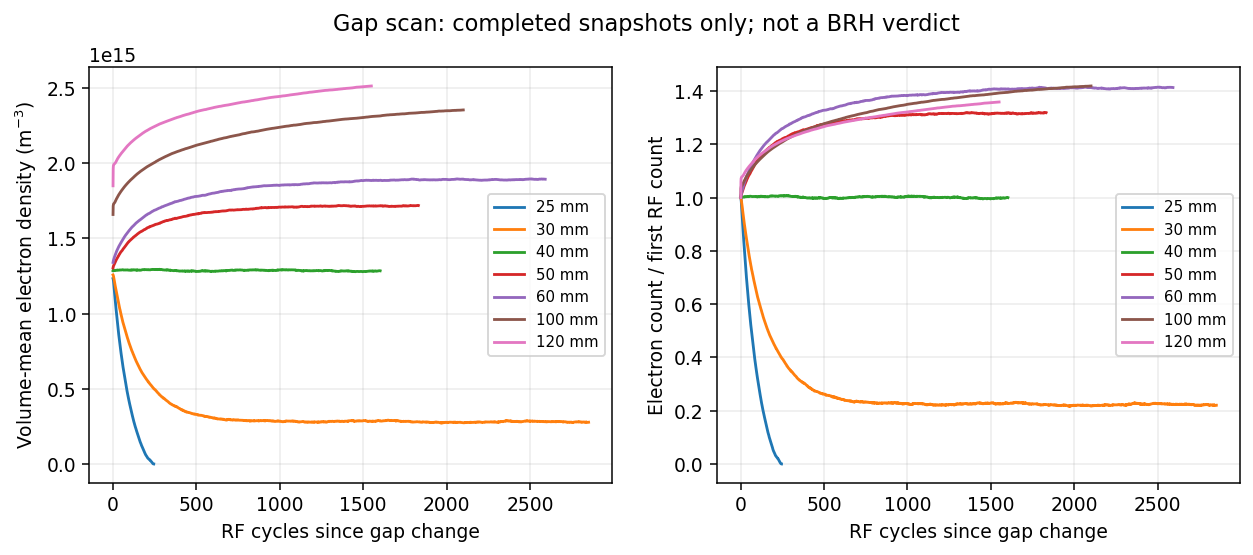 Gap scan: completed snapshots only; not a BRH verdict
1e15
2.5
2.0
1.5
1.0
0.5
0.0
Volume-mean electron density (m⁻³)
0 500 1000 1500 2000 2500
RF cycles since gap change
25 mm
30 mm
40 mm
50 mm
60 mm
100 mm
120 mm
1.4
1.2
1.0
0.8
0.6
0.4
0.2
0.0
Electron count / first RF count
0 500 1000 1500 2000 2500
RF cycles since gap change
25 mm
30 mm
40 mm
50 mm
60 mm
100 mm
120 mm